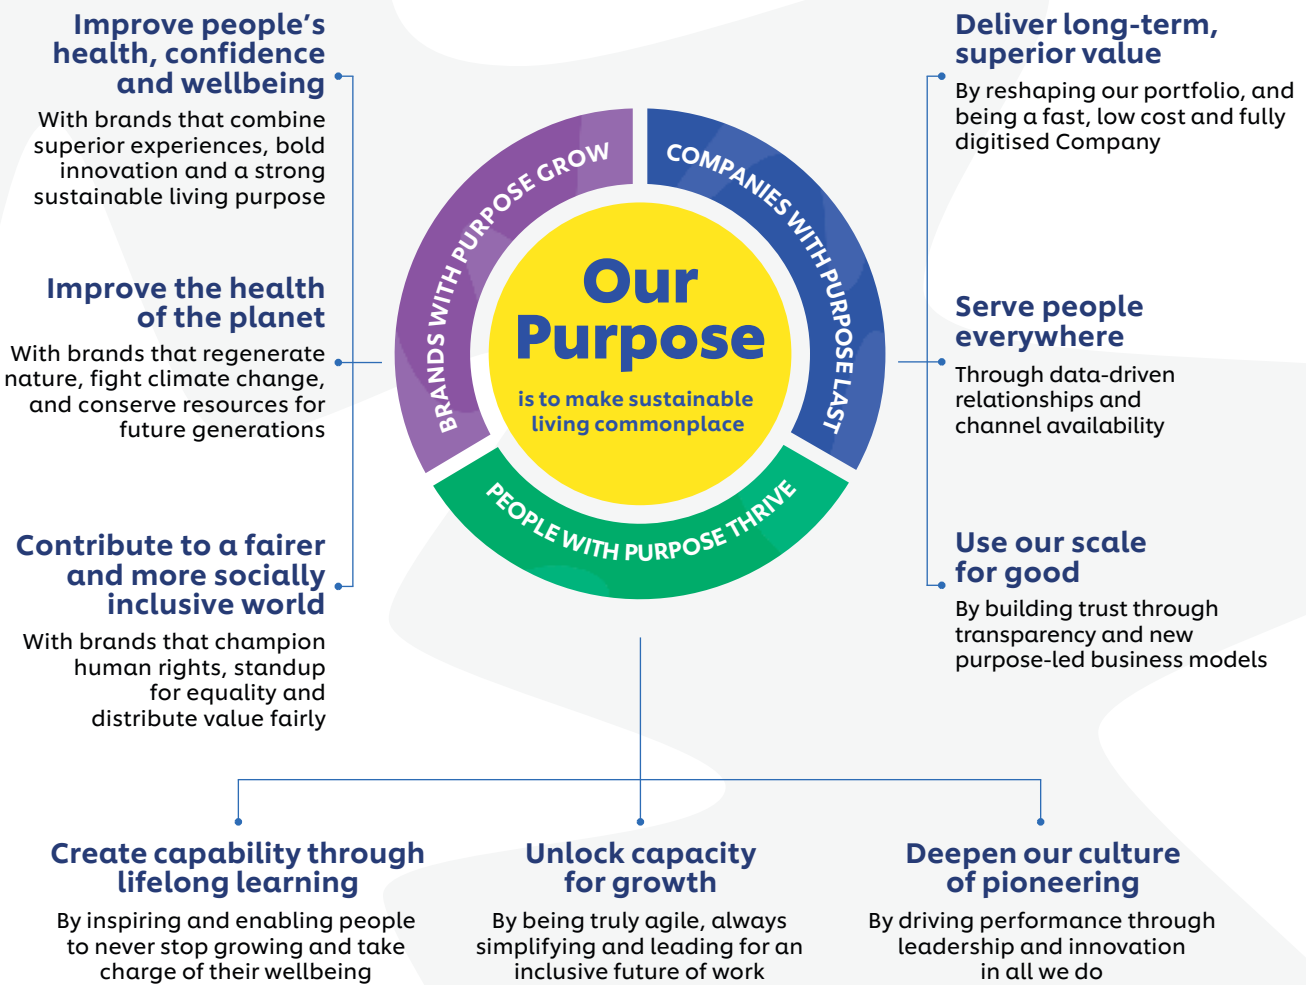 Improve people's
health, confidence
and wellbeing
With brands that combine
superior experiences, bold
innovation and a strong
sustainable living purpose
Improve the health
of the planet
With brands that regenerate
nature, fight climate change,
and conserve resources for
future generations
Contribute to a fairer
and more socially
inclusive world
With brands that champion
human rights, standup
for equality and
distribute value fairly
BRANDS WITH PURPOSE GROW
COMPANIES WITH PURPOSE LAST
PEOPLE WITH PURPOSE THRIVE
Our
Purpose
is to make sustainable
living commonplace
Deliver long-term,
superior value
By reshaping our portfolio, and
being a fast, low cost and fully
digitised Company
Serve people
everywhere
Through data-driven
relationships and
channel availability
Use our scale
for good
By building trust through
transparency and new
purpose-led business models
Create capability through
lifelong learning
By inspiring and enabling people
to never stop growing and take
charge of their wellbeing
Unlock capacity
for growth
By being truly agile, always
simplifying and leading for an
inclusive future of work
Deepen our culture
of pioneering
By driving performance through
leadership and innovation
in all we do